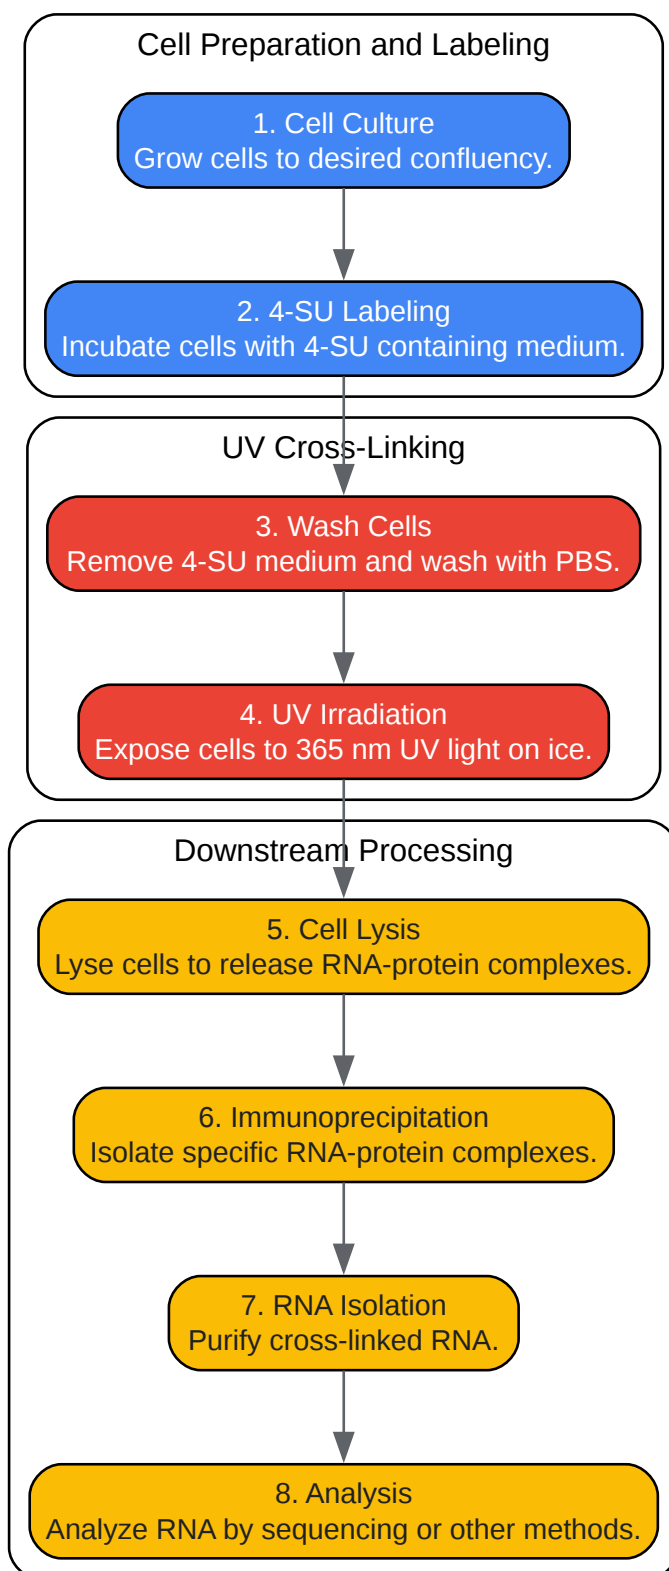 Cell Preparation and Labeling
1. Cell Culture
Grow cells to desired confluency.
2. 4-SU Labeling
Incubate cells with 4-SU containing medium.
UV Cross-Linking
3. Wash Cells
Remove 4-SU medium and wash with PBS.
4. UV Irradiation
Expose cells to 365 nm UV light on ice.
Downstream Processing
5. Cell Lysis
Lyse cells to release RNA-protein complexes.
6. Immunoprecipitation
Isolate specific RNA-protein complexes.
7. RNA Isolation
Purify cross-linked RNA.
8. Analysis
Analyze RNA by sequencing or other methods.